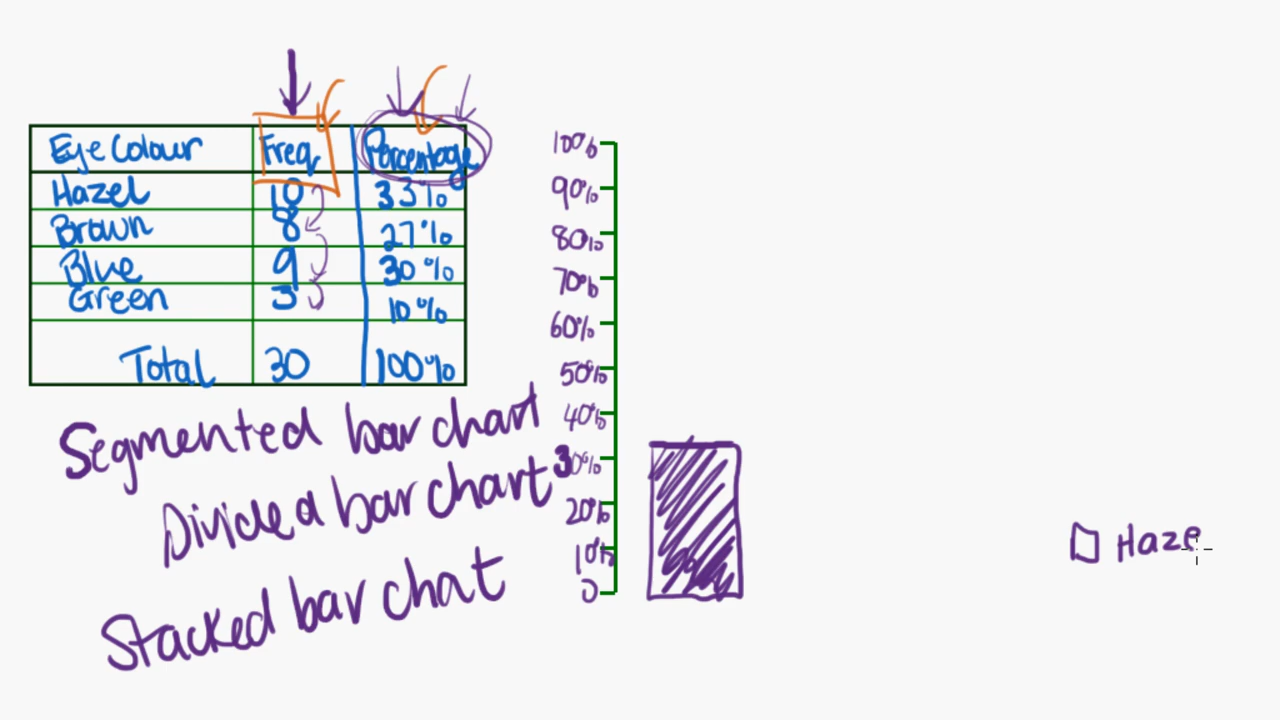 Eye Colour Freq Percentage
Hazel 10 33%
Brown 8 27%
Blue 9 30%
Green 3 10%
Total 30 100%
Segmented bar chart
Divided bar chart
Stacked bar chat
100%
90%
80%
70%
60%
50%
40%
30%
20%
10%
0
Haze